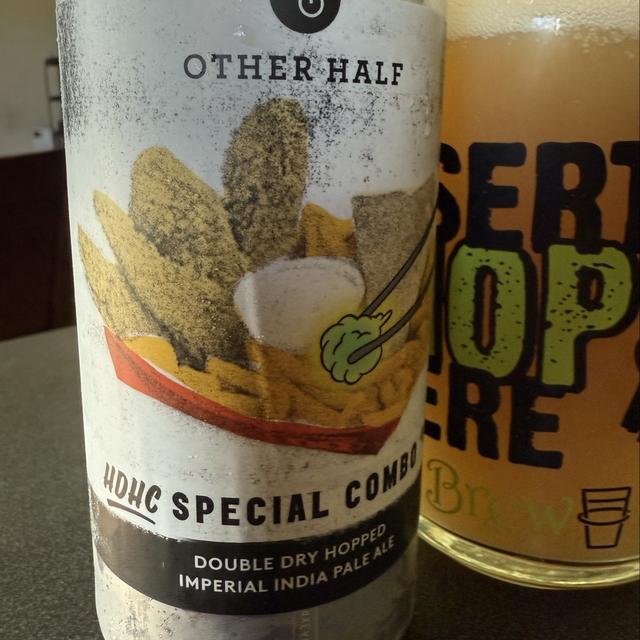 OTHER HALF
HDHC SPECIAL COMBO
DOUBLE DRY HOPPED
IMPERIAL INDIA PALE ALE
SERT
HOP
ERE
Brew